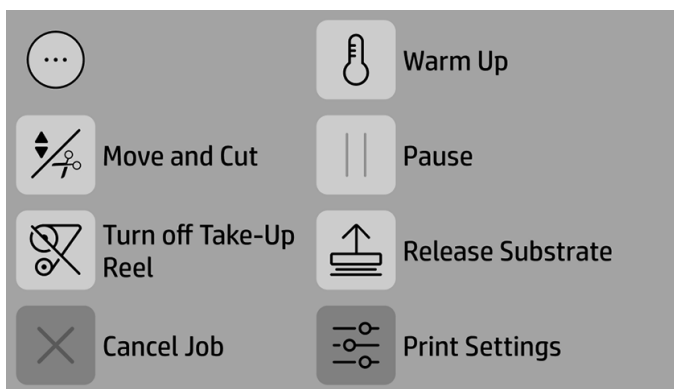 Warm Up
Move and Cut
Pause
Turn off Take-Up
Reel
Release Substrate
Cancel Job
Print Settings